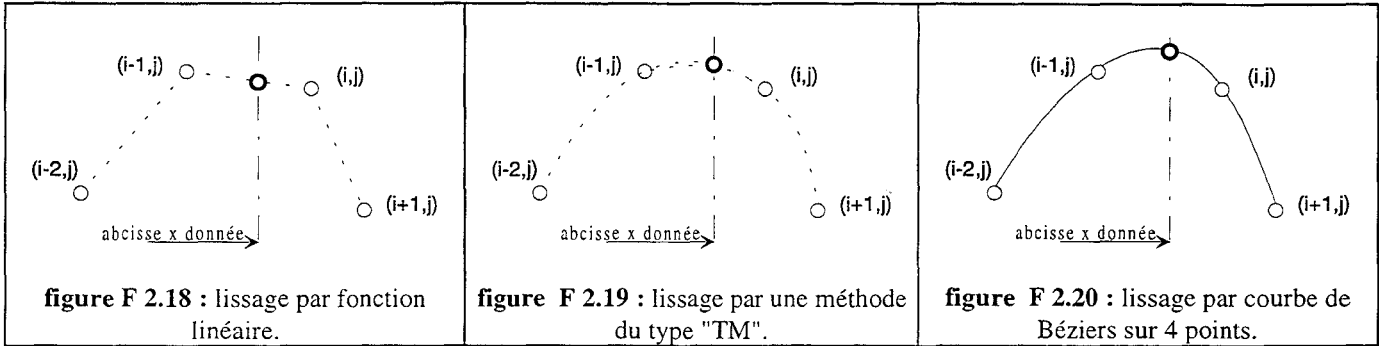 (i-1,j)
(i,j)
(i-2,j)
(i+1,j)
abcisse x donnée
figure F 2.18 : lissage par fonction
linéaire.
(i-1,j)
(i,j)
(i-2,j)
(i+1,j)
abcisse x donnée
figure F 2.19 : lissage par une méthode
du type "TM".
(i-1,j)
(i,j)
(i-2,j)
(i+1,j)
abcisse x donnée
figure F 2.20 : lissage par courbe de
Béziers sur 4 points.